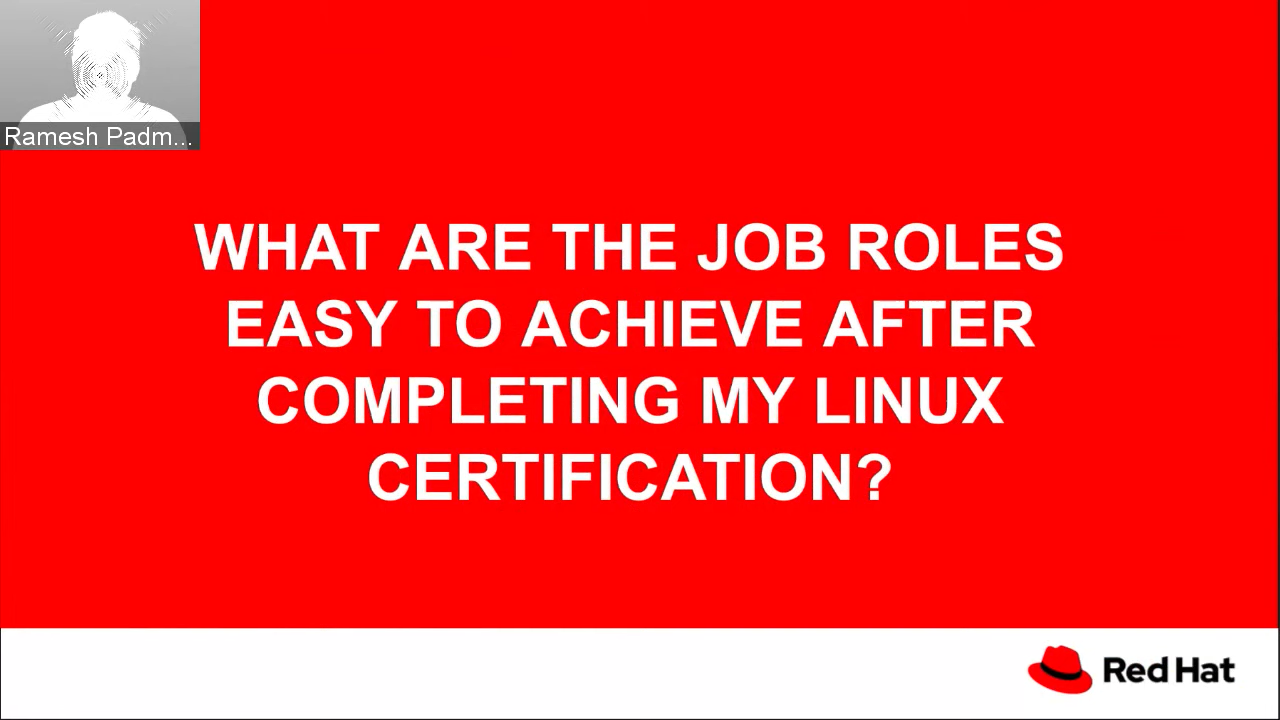 Ramesh Padm...
WHAT ARE THE JOB ROLES
EASY TO ACHIEVE AFTER
COMPLETING MY LINUX
CERTIFICATION?
Red Hat